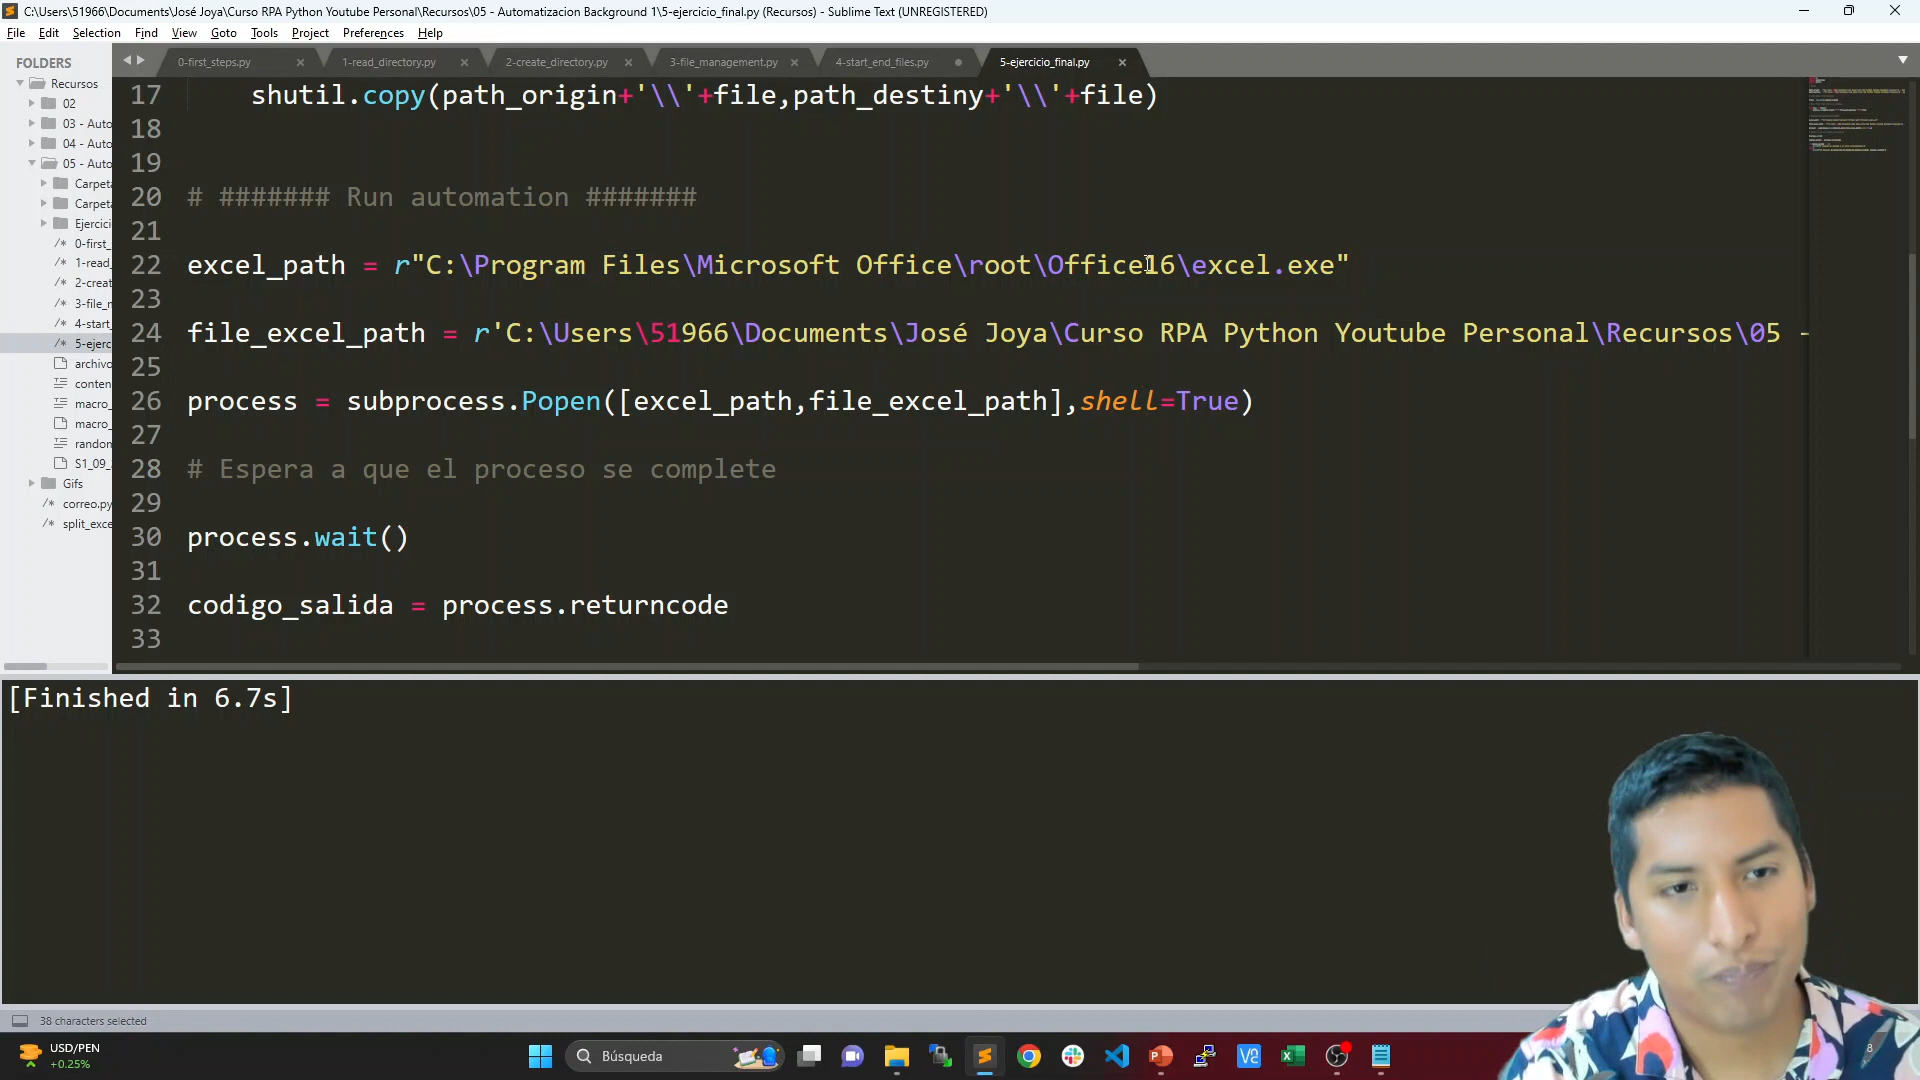 C:\Users\51966\Documents\José Joya\Curso RPA Python Youtube Personal\Recursos\05 - Automatizacion Background 1\5-ejercicio_final.py (Recursos) - Sublime Text (UNREGISTERED)
File Edit Selection Find View Goto Tools Project Preferences Help
FOLDERS
Recursos
02
03 - Auto
04 - Auto
05 - Auto
Carpeta
Carpeta
Ejercici
0-first_
1-read_
2-creat
3-file_r
4-start_
5-ejerc
archivo
conten
macro_
macro_
random
S1_09_
Gifs
correo.py
split_exce
0-first_steps.py
1-read_directory.py
2-create_directory.py
3-file_management.py
4-start_end_files.py
5-ejercicio_final.py
17 shutil.copy(path_origin+'\\'+file,path_destiny+'\\'+file)
18
19
20 # ####### Run automation #######
21
22 excel_path = r"C:\Program Files\Microsoft Office\root\Office16\excel.exe"
23
24 file_excel_path = r'C:\Users\51966\Documents\José Joya\Curso RPA Python Youtube Personal\Recursos\05 -
25
26 process = subprocess.Popen([excel_path,file_excel_path],shell=True)
27
28 # Espera a que el proceso se complete
29
30 process.wait()
31
32 codigo_salida = process.returncode
33
[Finished in 6.7s]
38 characters selected
USD/PEN
+0.25%
Búsqueda
8